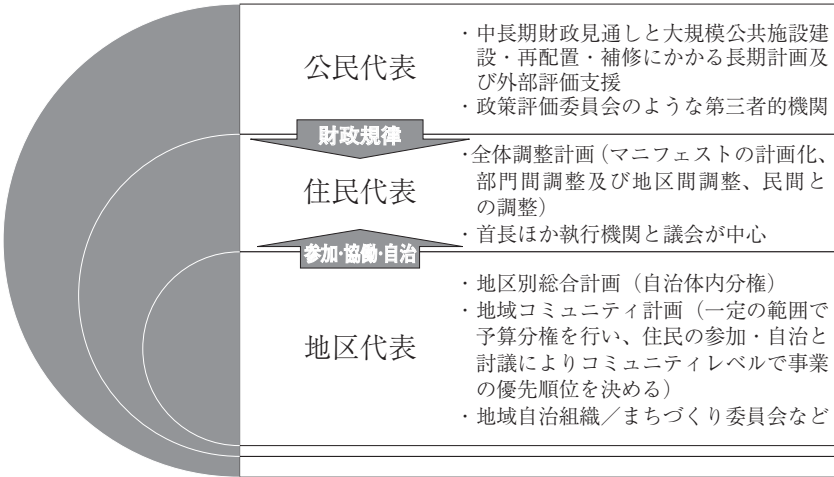 公民代表
・中長期財政見通しと大規模公共施設建
設・再配置・補修にかかる長期計画及
び外部評価支援
・政策評価委員会のような第三者的機関
財政規律
住民代表
・全体調整計画(マニフェストの計画化、
部門間調整及び地区間調整、民間と
の調整)
・首長ほか執行機関と議会が中心
参加・協働・自治
地区代表
・地区別総合計画(自治体内分権)
・地域コミュニティ計画(一定の範囲で
予算分権を行い、住民の参加・自治と
討議によりコミュニティレベルで事業
の優先順位を決める)
・地域自治組織/まちづくり委員会など